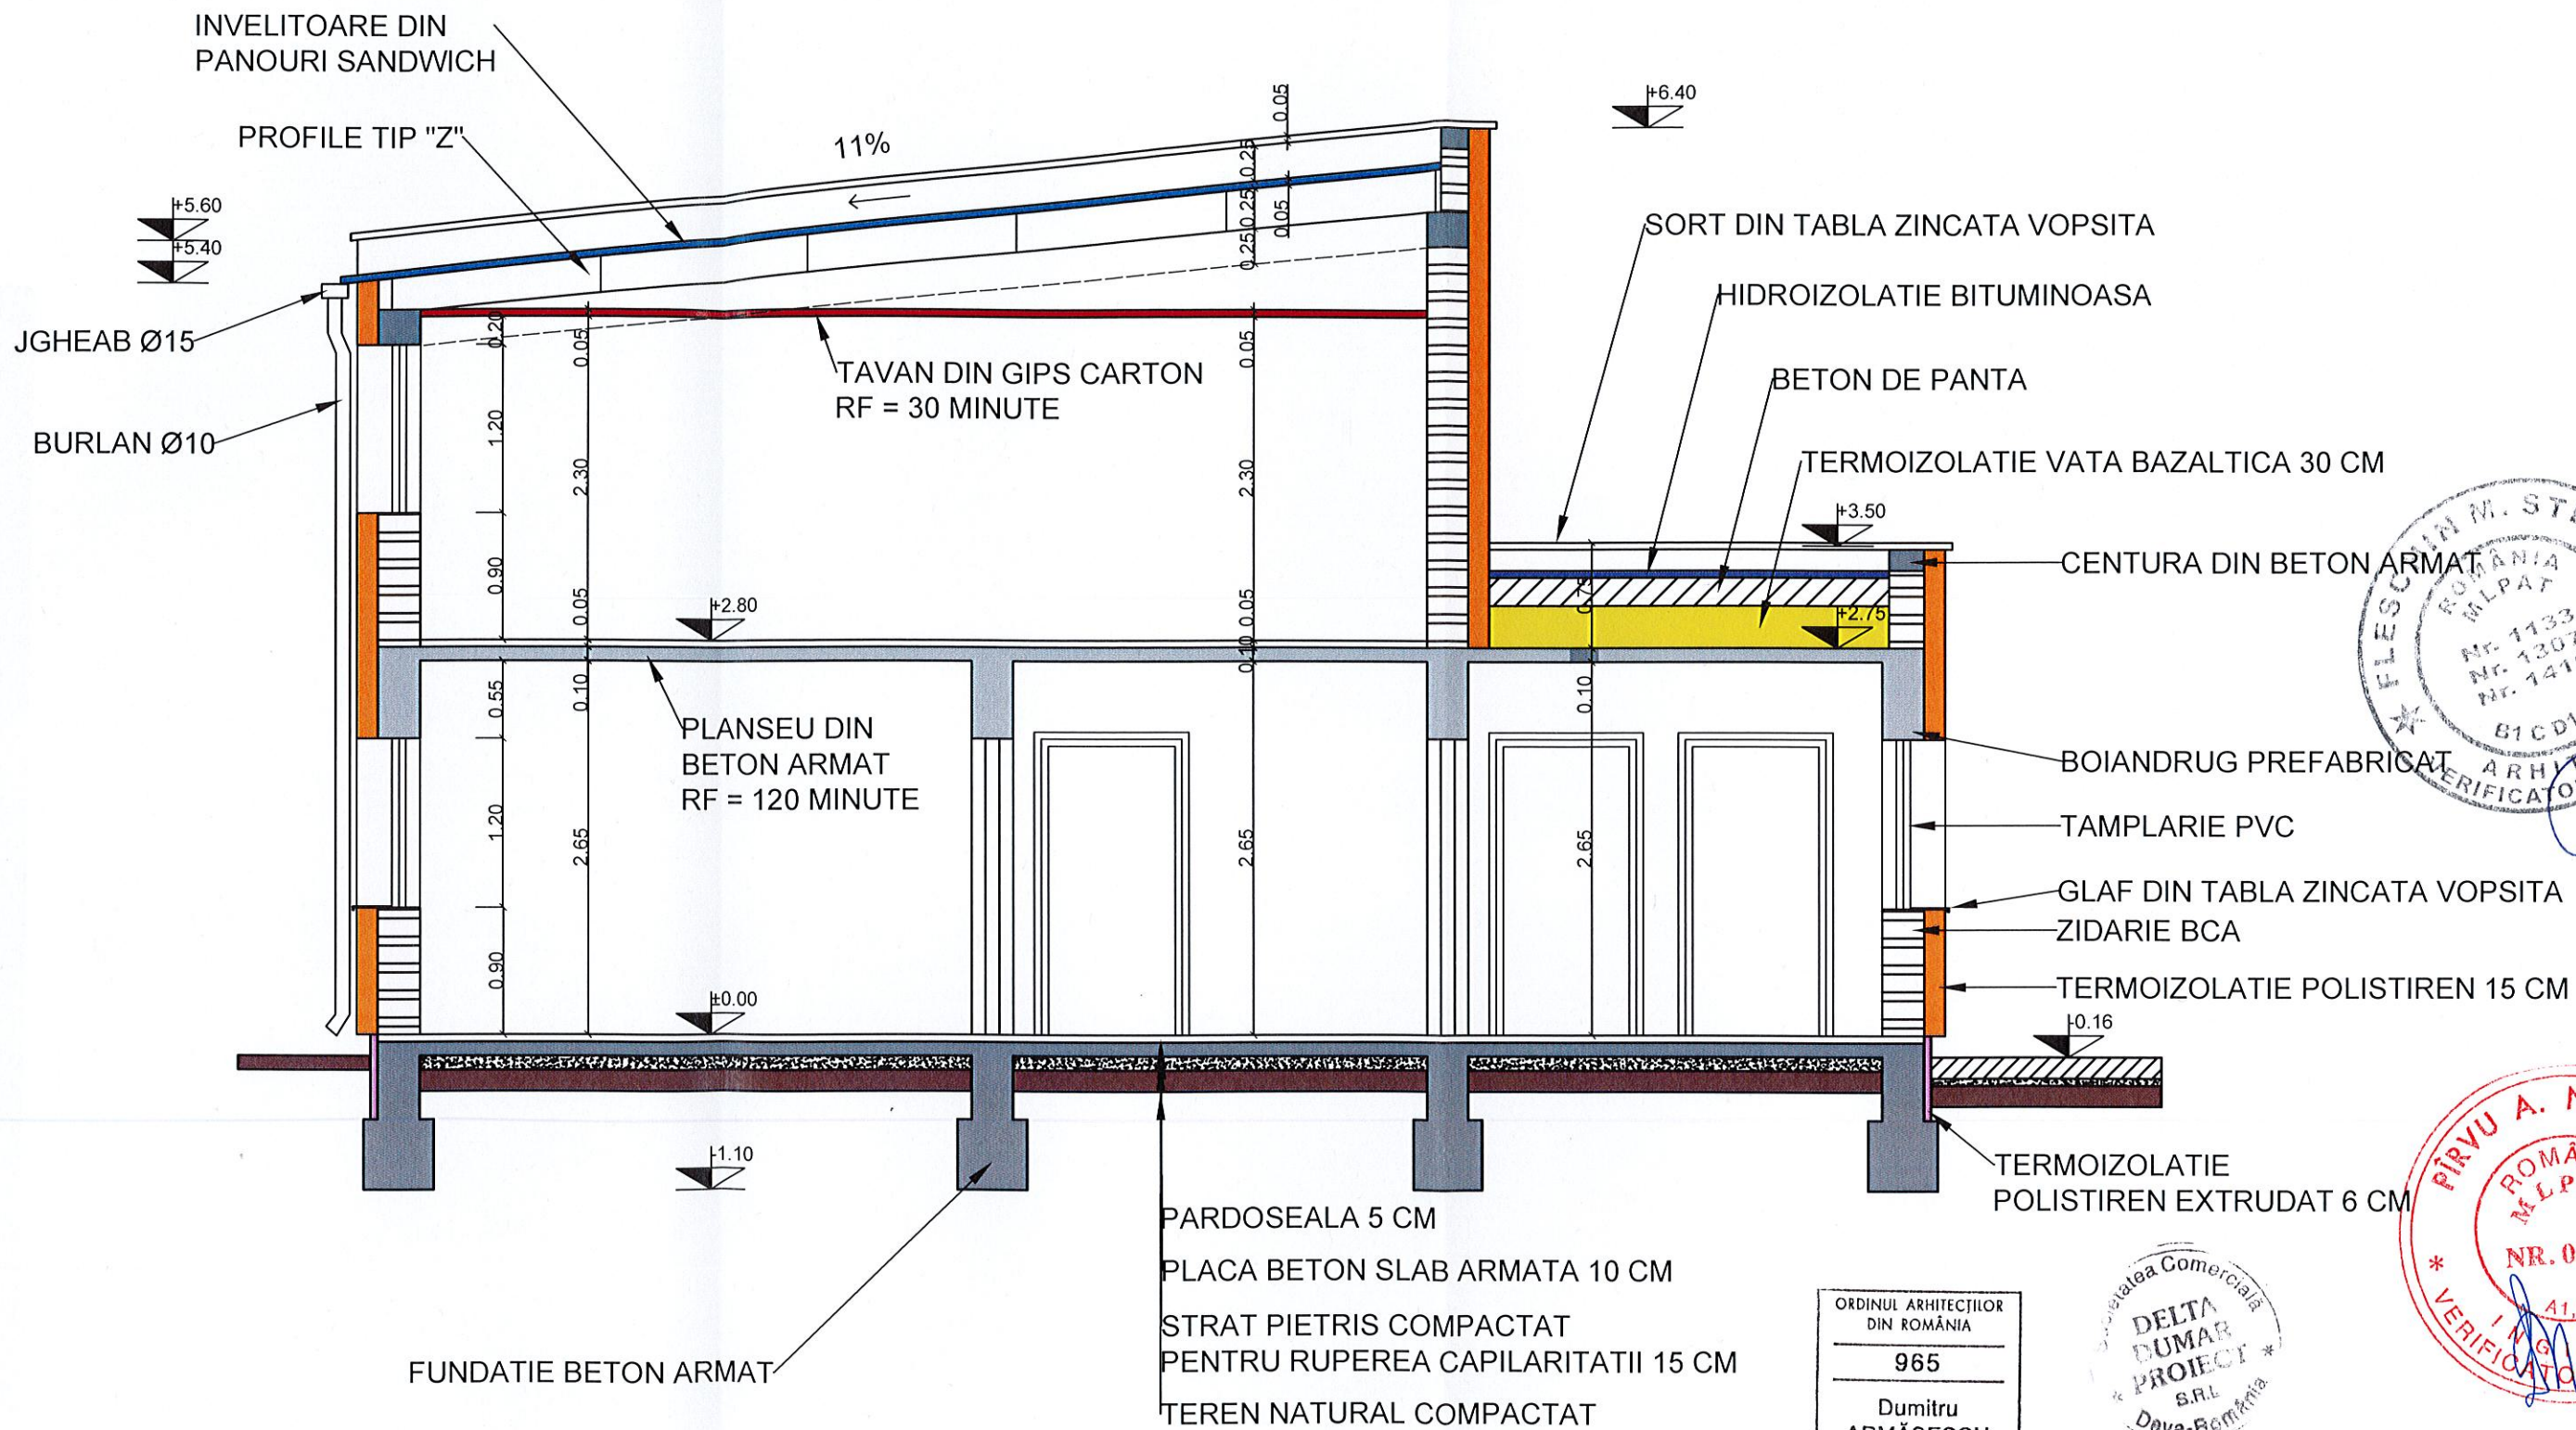 INVELITOARE DIN
PANOURI SANDWICH
PROFILE TIP "Z"
11%
0.05
+6.40
+5.60
+5.40
0.25
0.25
0.25
0.05
JGHEAB Ø15
BURLAN Ø10
0.20
1.20
0.90
0.05
2.30
0.05
TAVAN DIN GIPS CARTON
RF = 30 MINUTE
0.05
2.30
0.05
0.10
SORT DIN TABLA ZINCATA VOPSITA
HIDROIZOLATIE BITUMINOASA
BETON DE PANTA
TERMOIZOLATIE VATA BAZALTICA 30 CM
+3.50
CENTURA DIN BETON ARMAT
0.75
+2.75
+2.80
0.55
0.10
0.10
PLANSEU DIN
BETON ARMAT
RF = 120 MINUTE
BOIANDRUG PREFABRICAT
1.20
2.65
2.65
2.65
TAMPLARIE PVC
GLAF DIN TABLA ZINCATA VOPSITA
ZIDARIE BCA
0.90
TERMOIZOLATIE POLISTIREN 15 CM
±0.00
-0.16
-1.10
TERMOIZOLATIE
POLISTIREN EXTRUDAT 6 CM
PARDOSEALA 5 CM
PLACA BETON SLAB ARMATA 10 CM
STRAT PIETRIS COMPACTAT
PENTRU RUPEREA CAPILARITATII 15 CM
TEREN NATURAL COMPACTAT
FUNDATIE BETON ARMAT
ORDINUL ARHITECȚILOR
DIN ROMÂNIA
965
Dumitru
Comercială
DELTA
DUMAR
PROIECT
S.R.L
Deva-România
ROMÂNIA
MLPAT
PÎRVU A.